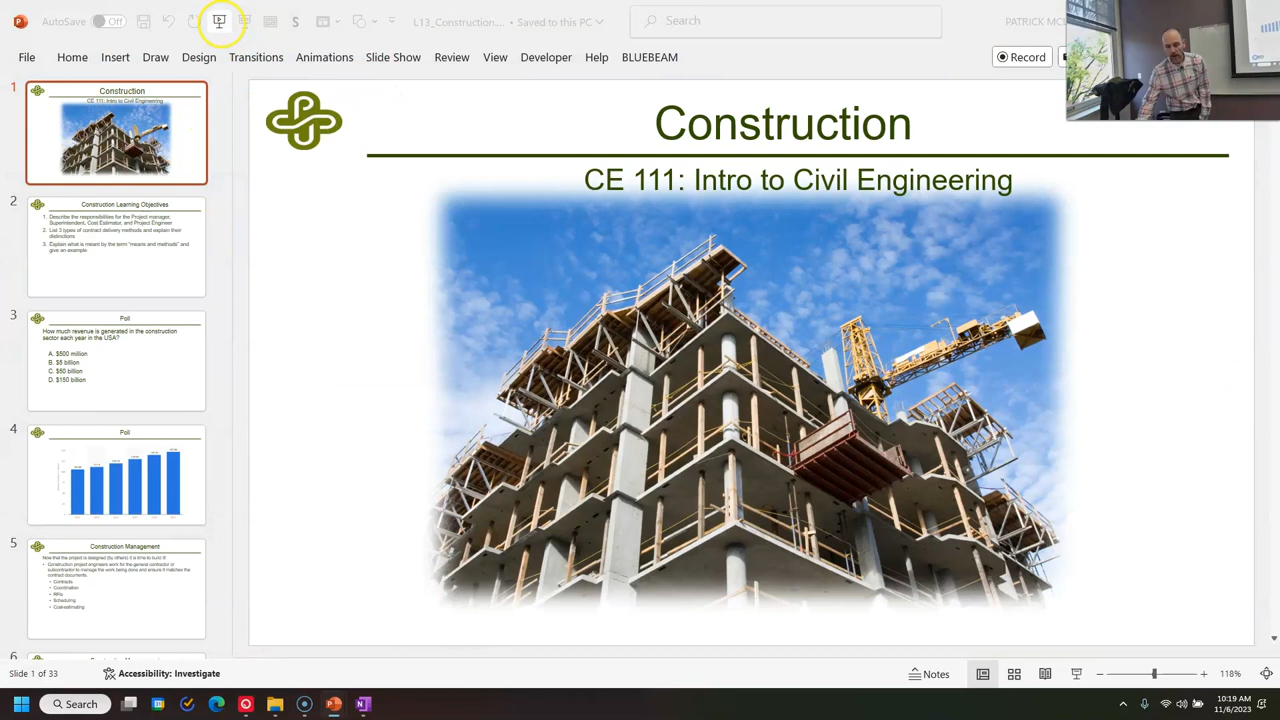 AutoSave Off
L13_Construction.... • Saved to this PC
Search
PATRICK MC
File Home Insert Draw Design Transitions Animations Slide Show Review View Developer Help BLUEBEAM
Record
1
Construction
CE 111: Intro to Civil Engineering
2
Construction Learning Objectives
1. Describe the responsibilities for the Project manager,
Superintendent, Cost Estimator, and Project Engineer
2. List 3 types of contract delivery methods and explain their
distinctions
3. Explain what is meant by the term "means and methods" and
give an example
3
Poll
How much revenue is generated in the construction
sector each year in the USA?
A. $500 million
B. $5 billion
C. $50 billion
D. $150 billion
4
Poll
5
Construction Management
Now that the project is designed (by others) it is time to build it!
• Construction project engineers work for the general contractor or
subcontractor to manage the work being done and ensure it matches the
contract documents.
• Contracts
• Coordination
• RFIs
• Scheduling
• Cost-estimating
6
Construction
CE 111: Intro to Civil Engineering
Slide 1 of 33
Accessibility: Investigate
Notes
118%
Search
10:19 AM
11/6/2023